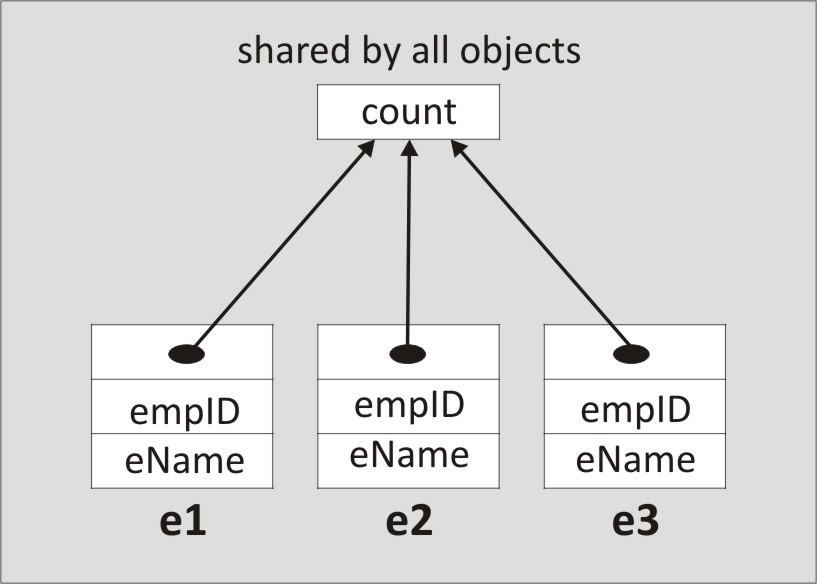 shared by all objects
count
empID empID empID
eName eName eName
e1 e2 e3